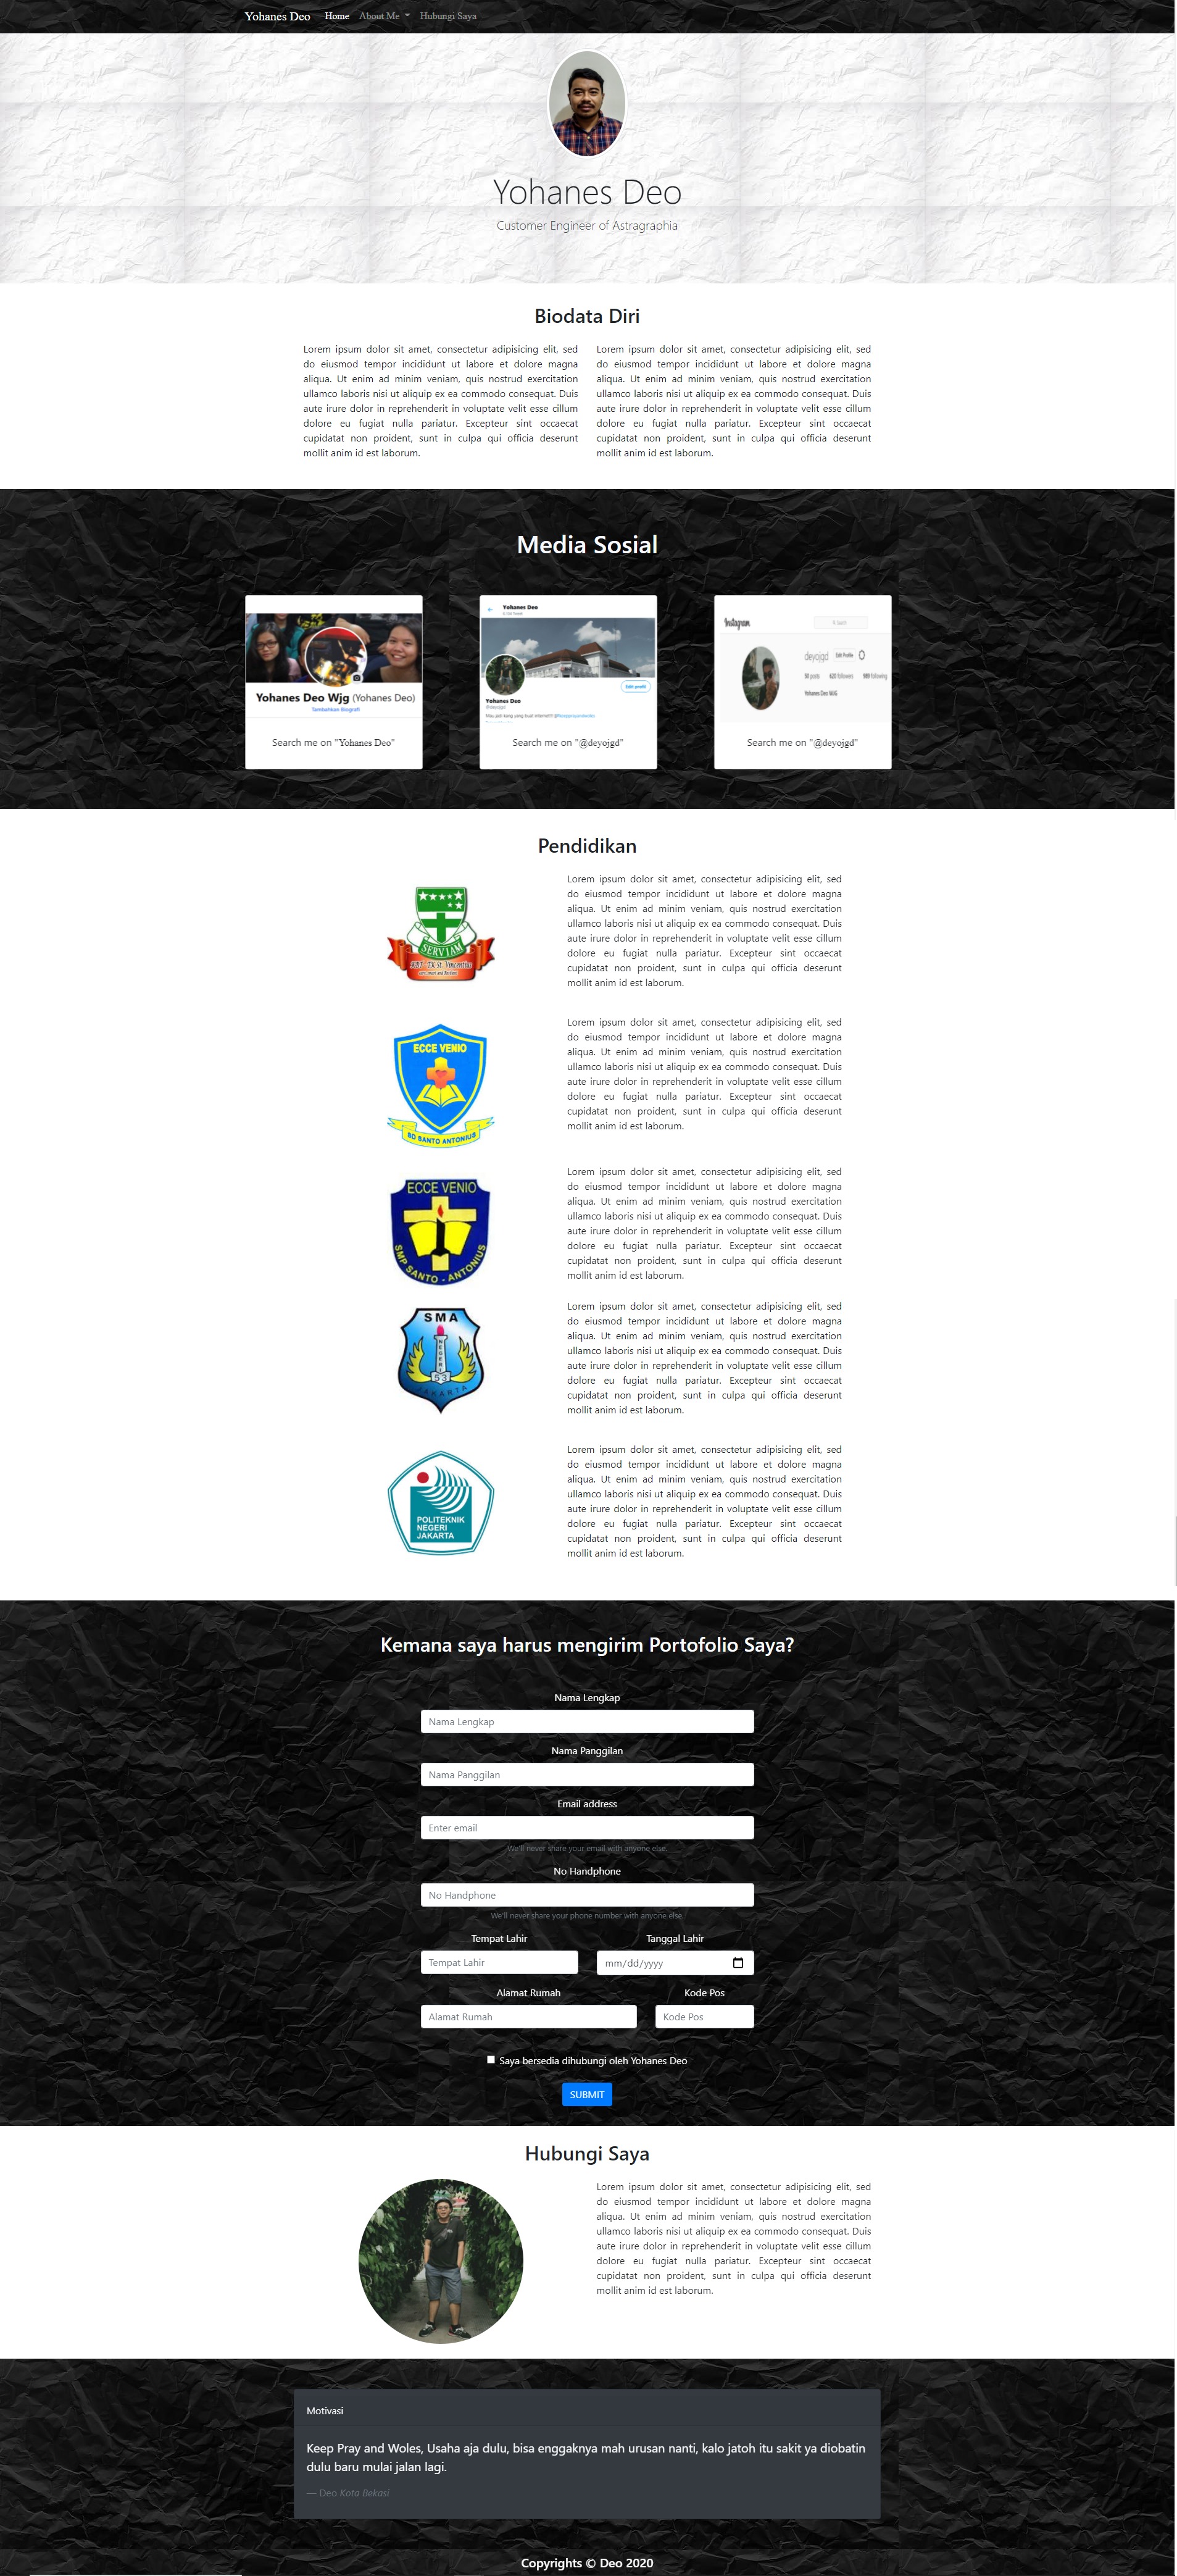 Yohanes Deo Home About Me Hubungi Saya
Yohanes Deo
Customer Engineer of Astragraphia
Biodata Diri
Lorem ipsum dolor sit amet, consectetur adipisicing elit, sed
do eiusmod tempor incididunt ut labore et dolore magna
aliqua. Ut enim ad minim veniam, quis nostrud exercitation
ullamco laboris nisi ut aliquip ex ea commodo consequat. Duis
aute irure dolor in reprehenderit in voluptate velit esse cillum
dolore eu fugiat nulla pariatur. Excepteur sint occaecat
cupidatat non proident, sunt in culpa qui officia deserunt
mollit anim id est laborum.
Lorem ipsum dolor sit amet, consectetur adipisicing elit, sed
do eiusmod tempor incididunt ut labore et dolore magna
aliqua. Ut enim ad minim veniam, quis nostrud exercitation
ullamco laboris nisi ut aliquip ex ea commodo consequat. Duis
aute irure dolor in reprehenderit in voluptate velit esse cillum
dolore eu fugiat nulla pariatur. Excepteur sint occaecat
cupidatat non proident, sunt in culpa qui officia deserunt
mollit anim id est laborum.
Media Sosial
Yohanes Deo Wjg (Yohanes Deo)
Tambahkan Biografi
Search me on "Yohanes Deo"
Yohanes Deo
Edit profil
Yohanes Deo
Search me on "@deyojgd"
Instagram
deyojgd Edit Profile
posts followers following
Yohanes Deo WJG
Search me on "@deyojgd"
Pendidikan
SERVIAM
Lorem ipsum dolor sit amet, consectetur adipisicing elit, sed
do eiusmod tempor incididunt ut labore et dolore magna
aliqua. Ut enim ad minim veniam, quis nostrud exercitation
ullamco laboris nisi ut aliquip ex ea commodo consequat. Duis
aute irure dolor in reprehenderit in voluptate velit esse cillum
dolore eu fugiat nulla pariatur. Excepteur sint occaecat
cupidatat non proident, sunt in culpa qui officia deserunt
mollit anim id est laborum.
ECCE VENIO
SD SANTO ANTONIUS
Lorem ipsum dolor sit amet, consectetur adipisicing elit, sed
do eiusmod tempor incididunt ut labore et dolore magna
aliqua. Ut enim ad minim veniam, quis nostrud exercitation
ullamco laboris nisi ut aliquip ex ea commodo consequat. Duis
aute irure dolor in reprehenderit in voluptate velit esse cillum
dolore eu fugiat nulla pariatur. Excepteur sint occaecat
cupidatat non proident, sunt in culpa qui officia deserunt
mollit anim id est laborum.
ECCE VENIO
SMP SANTO - ANTONIUS
Lorem ipsum dolor sit amet, consectetur adipisicing elit, sed
do eiusmod tempor incididunt ut labore et dolore magna
aliqua. Ut enim ad minim veniam, quis nostrud exercitation
ullamco laboris nisi ut aliquip ex ea commodo consequat. Duis
aute irure dolor in reprehenderit in voluptate velit esse cillum
dolore eu fugiat nulla pariatur. Excepteur sint occaecat
cupidatat non proident, sunt in culpa qui officia deserunt
mollit anim id est laborum.
SMA
NEGERI
53
JAKARTA
Lorem ipsum dolor sit amet, consectetur adipisicing elit, sed
do eiusmod tempor incididunt ut labore et dolore magna
aliqua. Ut enim ad minim veniam, quis nostrud exercitation
ullamco laboris nisi ut aliquip ex ea commodo consequat. Duis
aute irure dolor in reprehenderit in voluptate velit esse cillum
dolore eu fugiat nulla pariatur. Excepteur sint occaecat
cupidatat non proident, sunt in culpa qui officia deserunt
mollit anim id est laborum.
POLITEKNIK
NEGERI
JAKARTA
Lorem ipsum dolor sit amet, consectetur adipisicing elit, sed
do eiusmod tempor incididunt ut labore et dolore magna
aliqua. Ut enim ad minim veniam, quis nostrud exercitation
ullamco laboris nisi ut aliquip ex ea commodo consequat. Duis
aute irure dolor in reprehenderit in voluptate velit esse cillum
dolore eu fugiat nulla pariatur. Excepteur sint occaecat
cupidatat non proident, sunt in culpa qui officia deserunt
mollit anim id est laborum.
Kemana saya harus mengirim Portofolio Saya?
Nama Lengkap
Nama Lengkap
Nama Panggilan
Nama Panggilan
Email address
Enter email
We'll never share your email with anyone else.
No Handphone
No Handphone
We'll never share your phone number with anyone else.
Tempat Lahir Tanggal Lahir
Tempat Lahir mm/dd/yyyy
Alamat Rumah Kode Pos
Alamat Rumah Kode Pos
Saya bersedia dihubungi oleh Yohanes Deo
SUBMIT
Hubungi Saya
Lorem ipsum dolor sit amet, consectetur adipisicing elit, sed
do eiusmod tempor incididunt ut labore et dolore magna
aliqua. Ut enim ad minim veniam, quis nostrud exercitation
ullamco laboris nisi ut aliquip ex ea commodo consequat. Duis
aute irure dolor in reprehenderit in voluptate velit esse cillum
dolore eu fugiat nulla pariatur. Excepteur sint occaecat
cupidatat non proident, sunt in culpa qui officia deserunt
mollit anim id est laborum.
Motivasi
Keep Pray and Woles, Usaha aja dulu, bisa enggaknya mah urusan nanti, kalo jatoh itu sakit ya diobatin
dulu baru mulai jalan lagi.
— Deo Kota Bekasi
Copyrights © Deo 2020